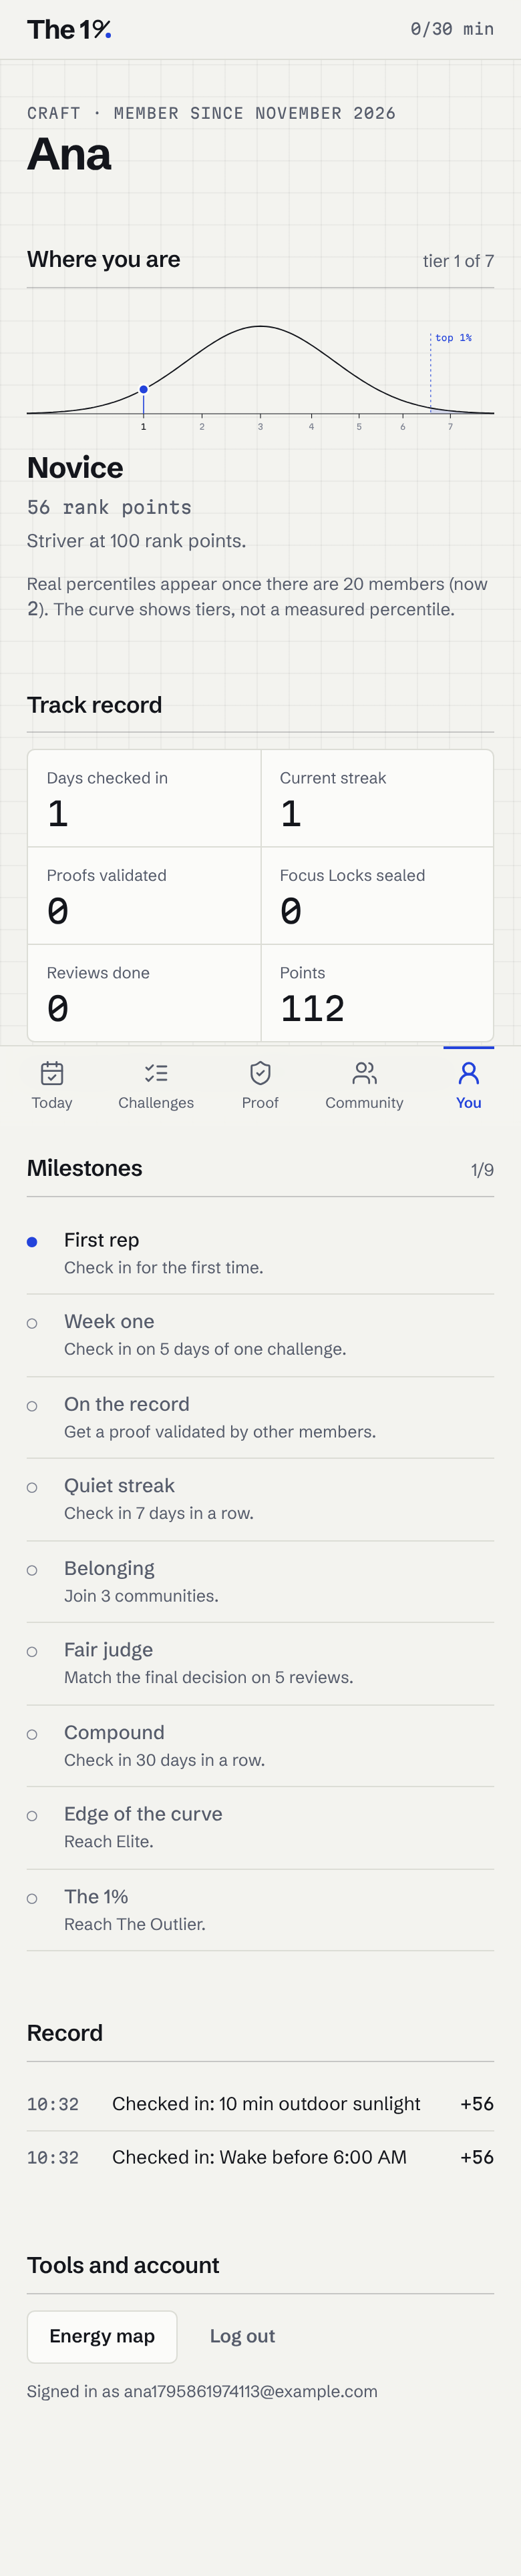 The 1%.
0/30 min
CRAFT · MEMBER SINCE NOVEMBER 2026
Ana
Where you are
tier 1 of 7
top 1%
1 2 3 4 5 6 7
Novice
56 rank points
Striver at 100 rank points.
Real percentiles appear once there are 20 members (now
2). The curve shows tiers, not a measured percentile.
Track record
Days checked in
1
Current streak
1
Proofs validated
0
Focus Locks sealed
0
Reviews done
0
Points
112
Today
Challenges
Proof
Community
You
Milestones
1/9
First rep
Check in for the first time.
Week one
Check in on 5 days of one challenge.
On the record
Get a proof validated by other members.
Quiet streak
Check in 7 days in a row.
Belonging
Join 3 communities.
Fair judge
Match the final decision on 5 reviews.
Compound
Check in 30 days in a row.
Edge of the curve
Reach Elite.
The 1%
Reach The Outlier.
Record
10:32 Checked in: 10 min outdoor sunlight +56
10:32 Checked in: Wake before 6:00 AM +56
Tools and account
Energy map
Log out
Signed in as ana1795861974113@example.com